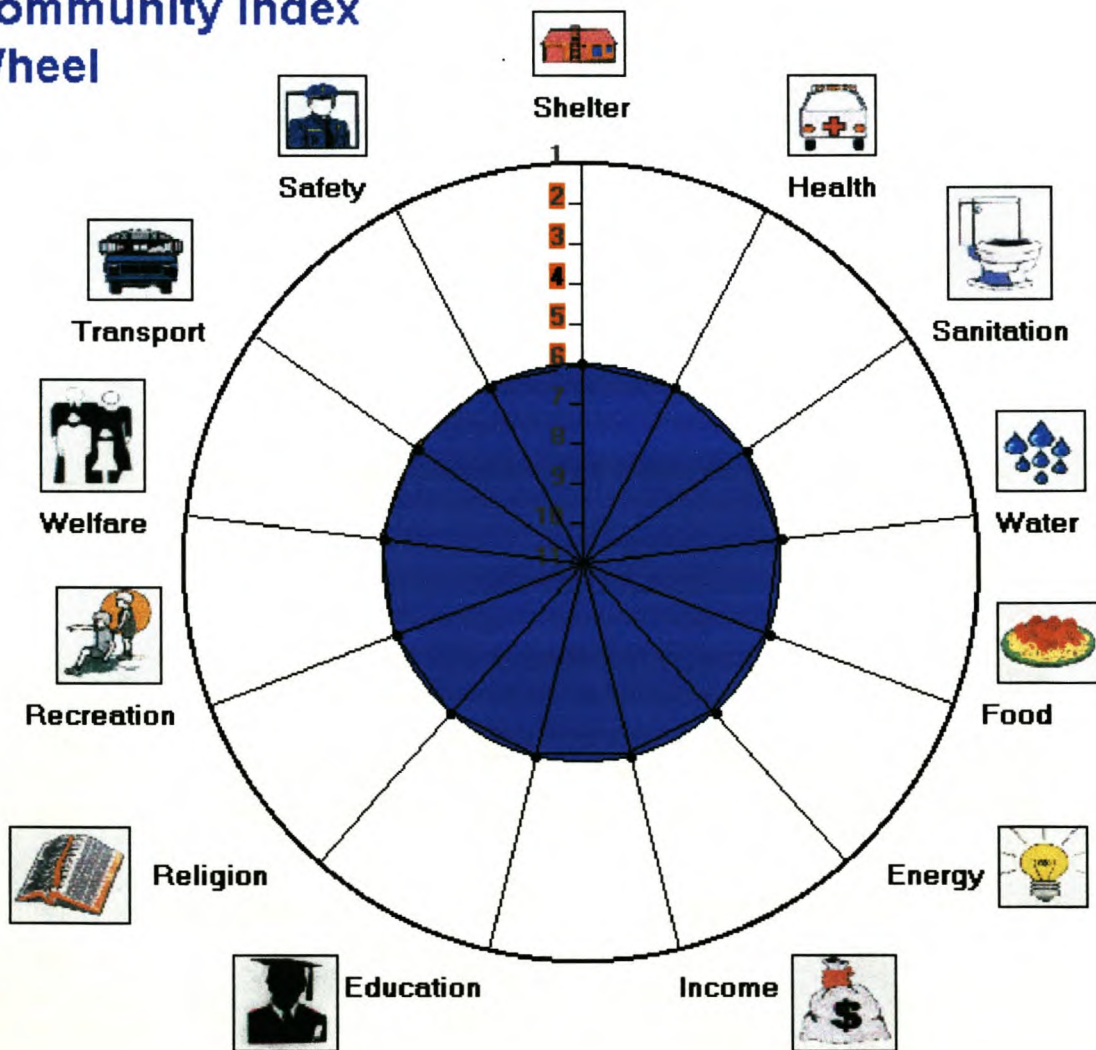 ommunity Index
heel
Shelter
Safety
Health
Transport
Sanitation
Welfare
Water
Recreation
Food
Religion
Energy
Education
Income
1
2
3
4
5
6
7
8
9
10
11
$